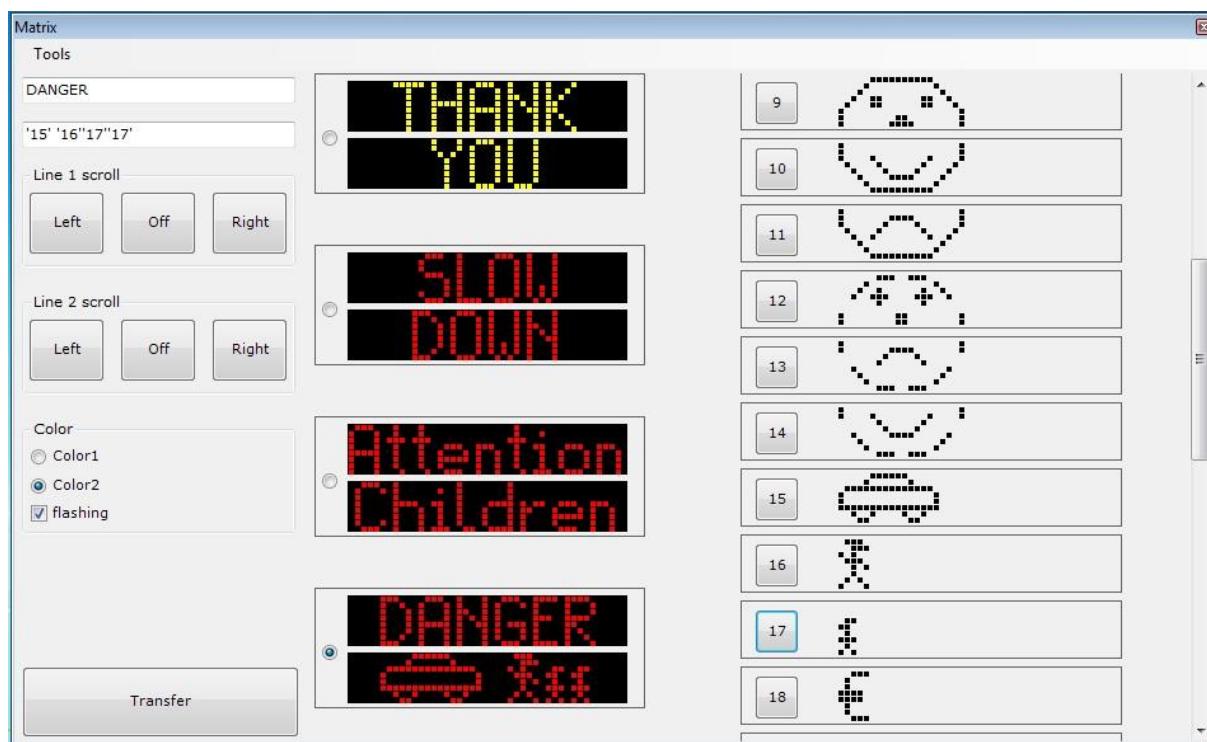 Matrix
Tools
DANGER
'15' '16''17''17'
Line 1 scroll
Left
Off
Right
Line 2 scroll
Left
Off
Right
Color
Color1
Color2
flashing
Transfer
THANK
YOU
SLOW
DOWN
Attention
Children
DANGER
9
10
11
12
13
14
15
16
17
18